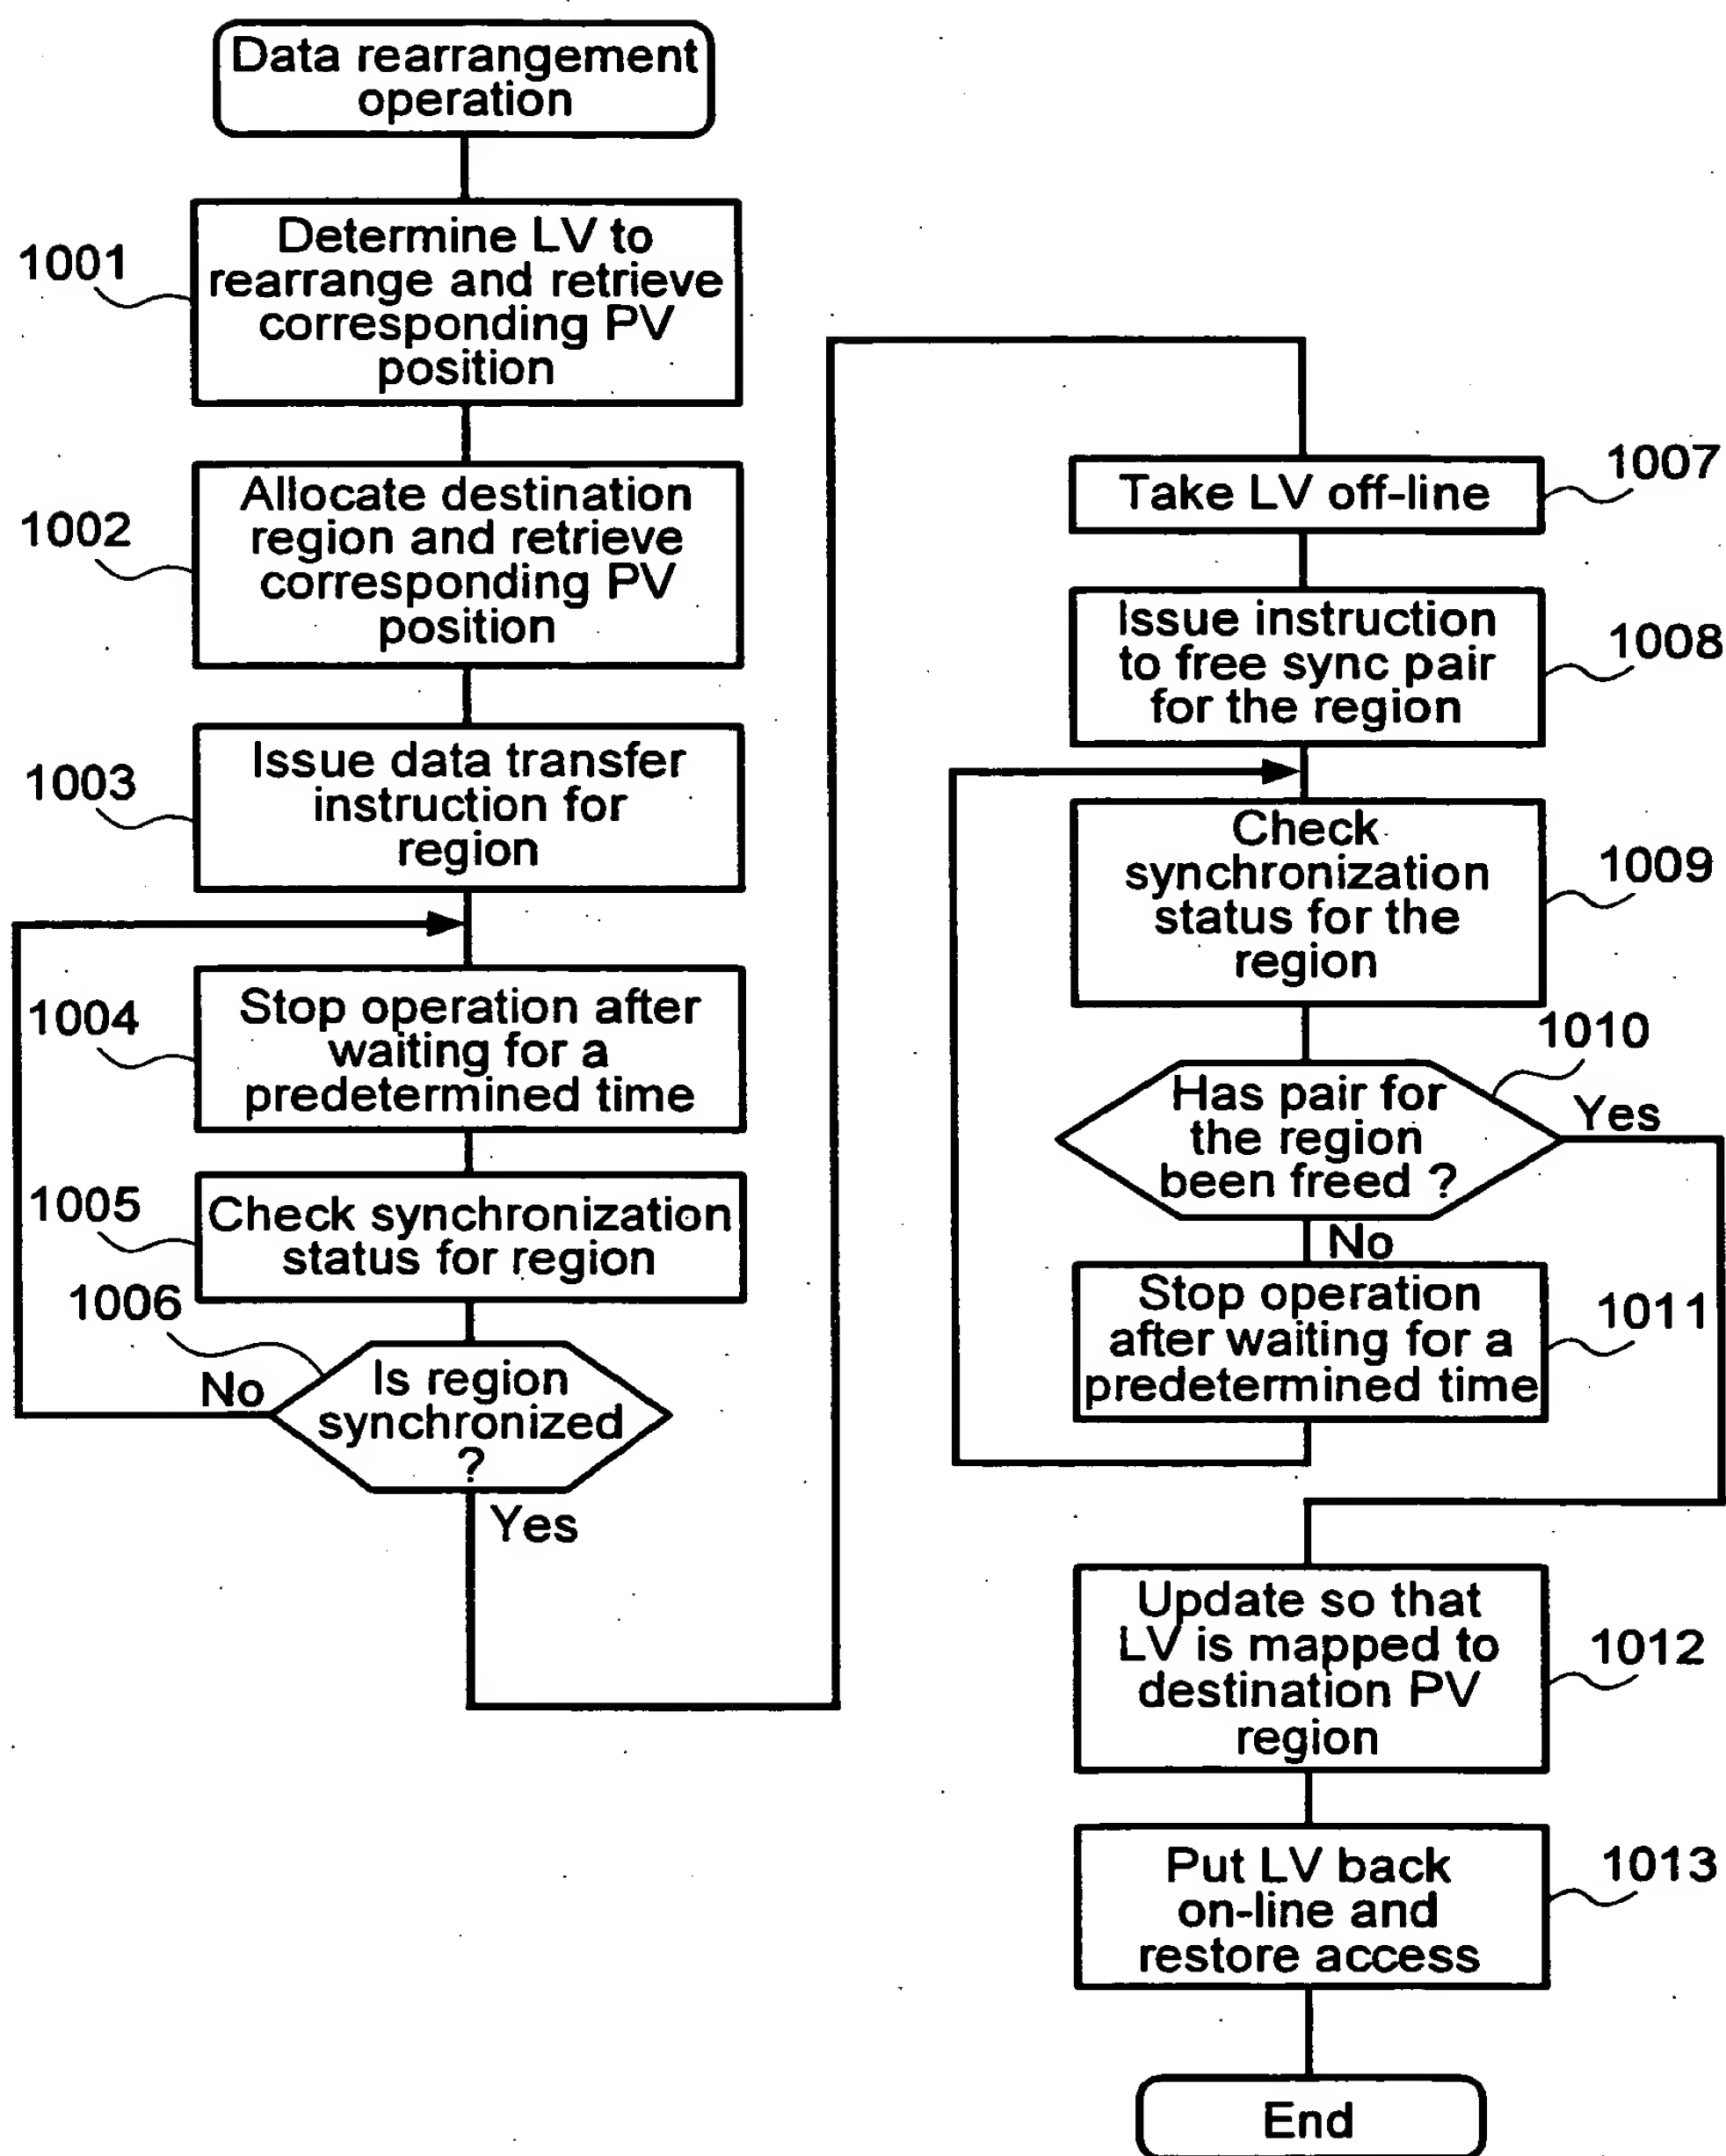 Data rearrangement
operation
1001
Determine LV to
rearrange and retrieve
corresponding PV
position
1002
Allocate destination
region and retrieve
corresponding PV
position
1003
Issue data transfer
instruction for
region
1004
Stop operation after
waiting for a
predetermined time
1005
Check synchronization
status for region
1006
Is region
synchronized
?
No
Yes
Take LV off-line
1007
Issue instruction
to free sync pair
for the region
1008
Check
synchronization
status for the
region
1009
1010
Has pair for
the region
been freed ?
Yes
No
Stop operation
after waiting for a
predetermined time
1011
Update so that
LV is mapped to
destination PV
region
1012
Put LV back
on-line and
restore access
1013
End